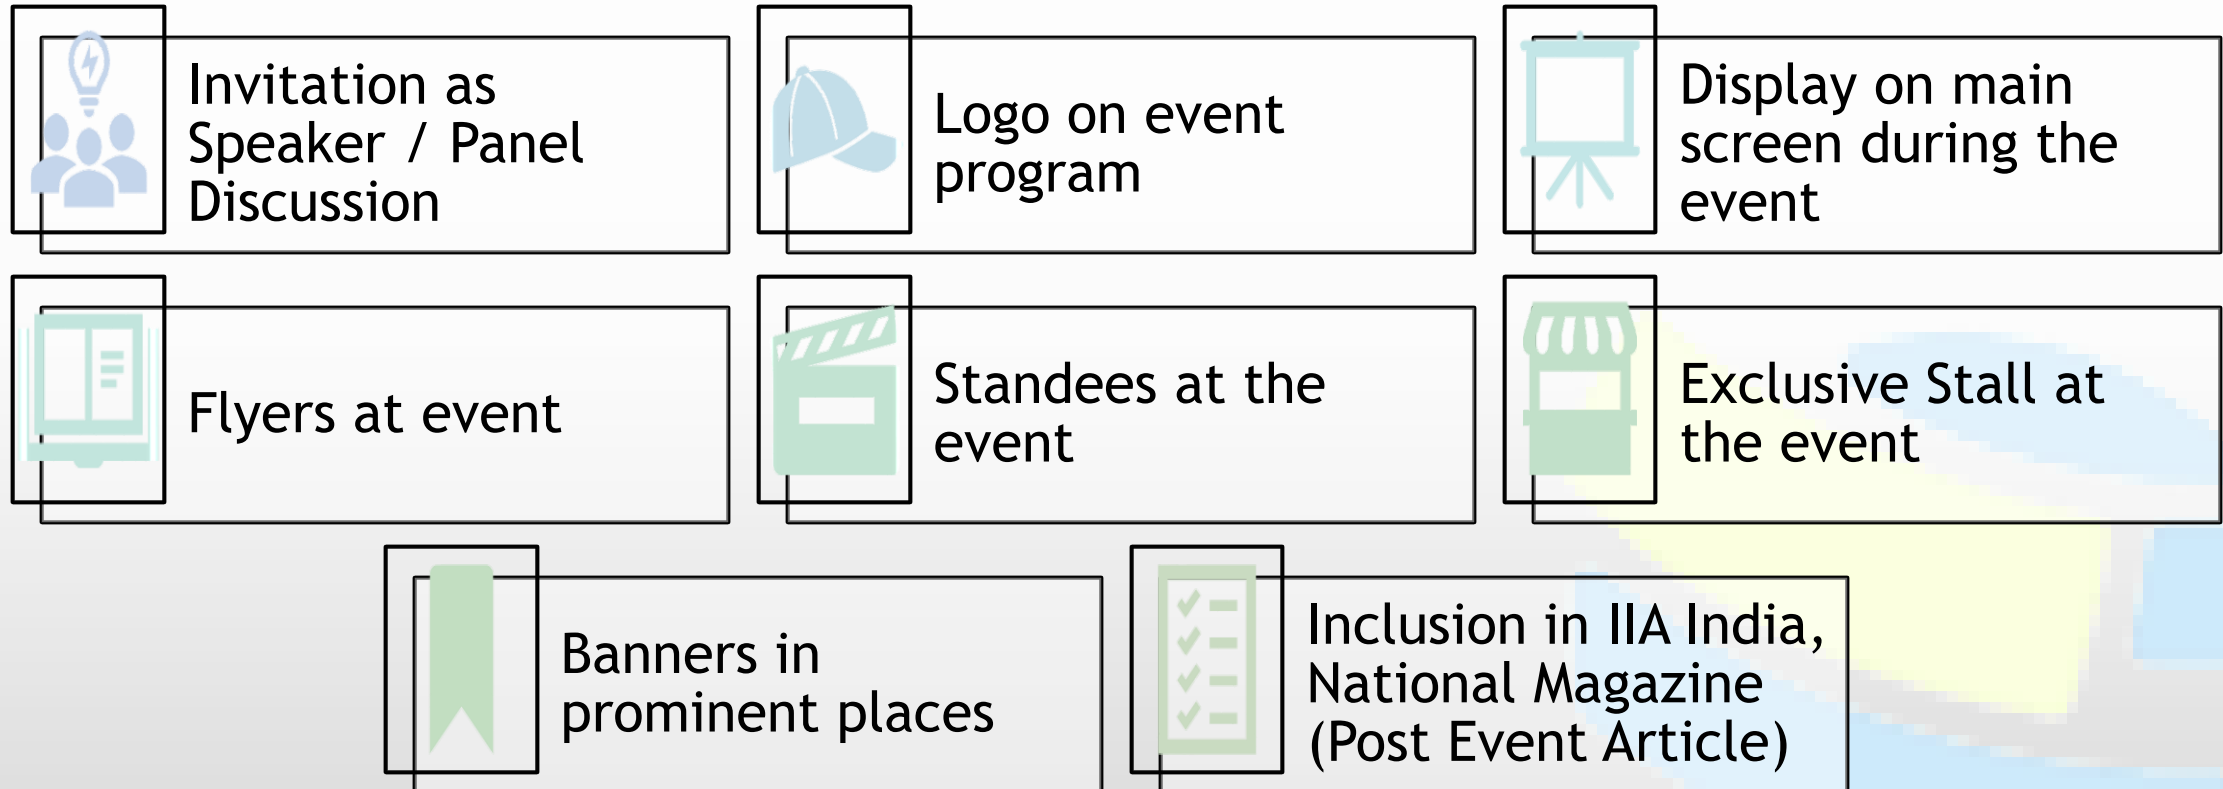 Invitation as
Speaker / Panel
Discussion
Logo on event
program
Display on main
screen during the
event
Flyers at event
Standees at the
event
Exclusive Stall at
the event
Banners in
prominent places
Inclusion in IIA India,
National Magazine
(Post Event Article)